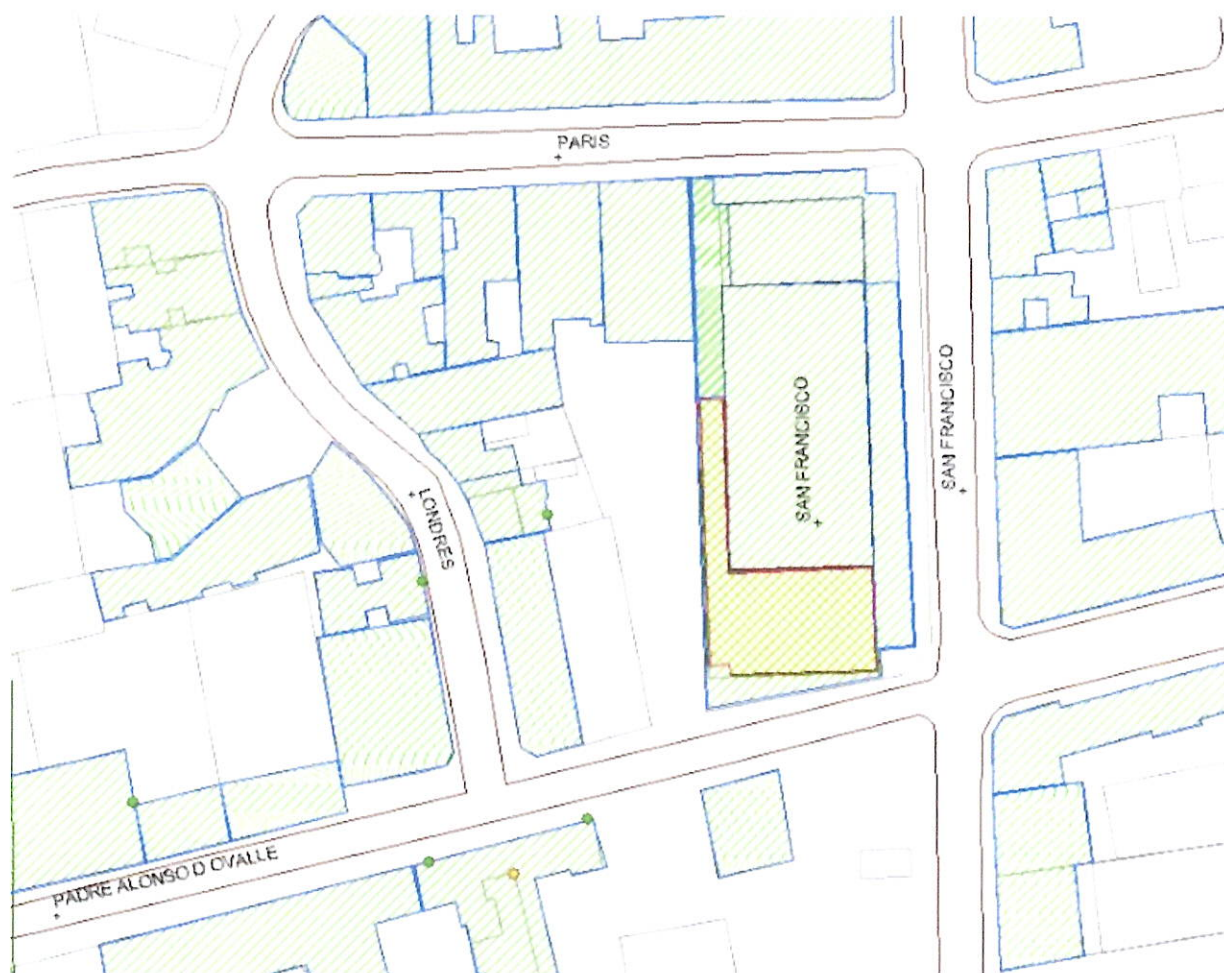 PARIS
SAN FRANCISCO
SAN FRANCISCO
LONDRES
PADRE ALONSO D OVALLE